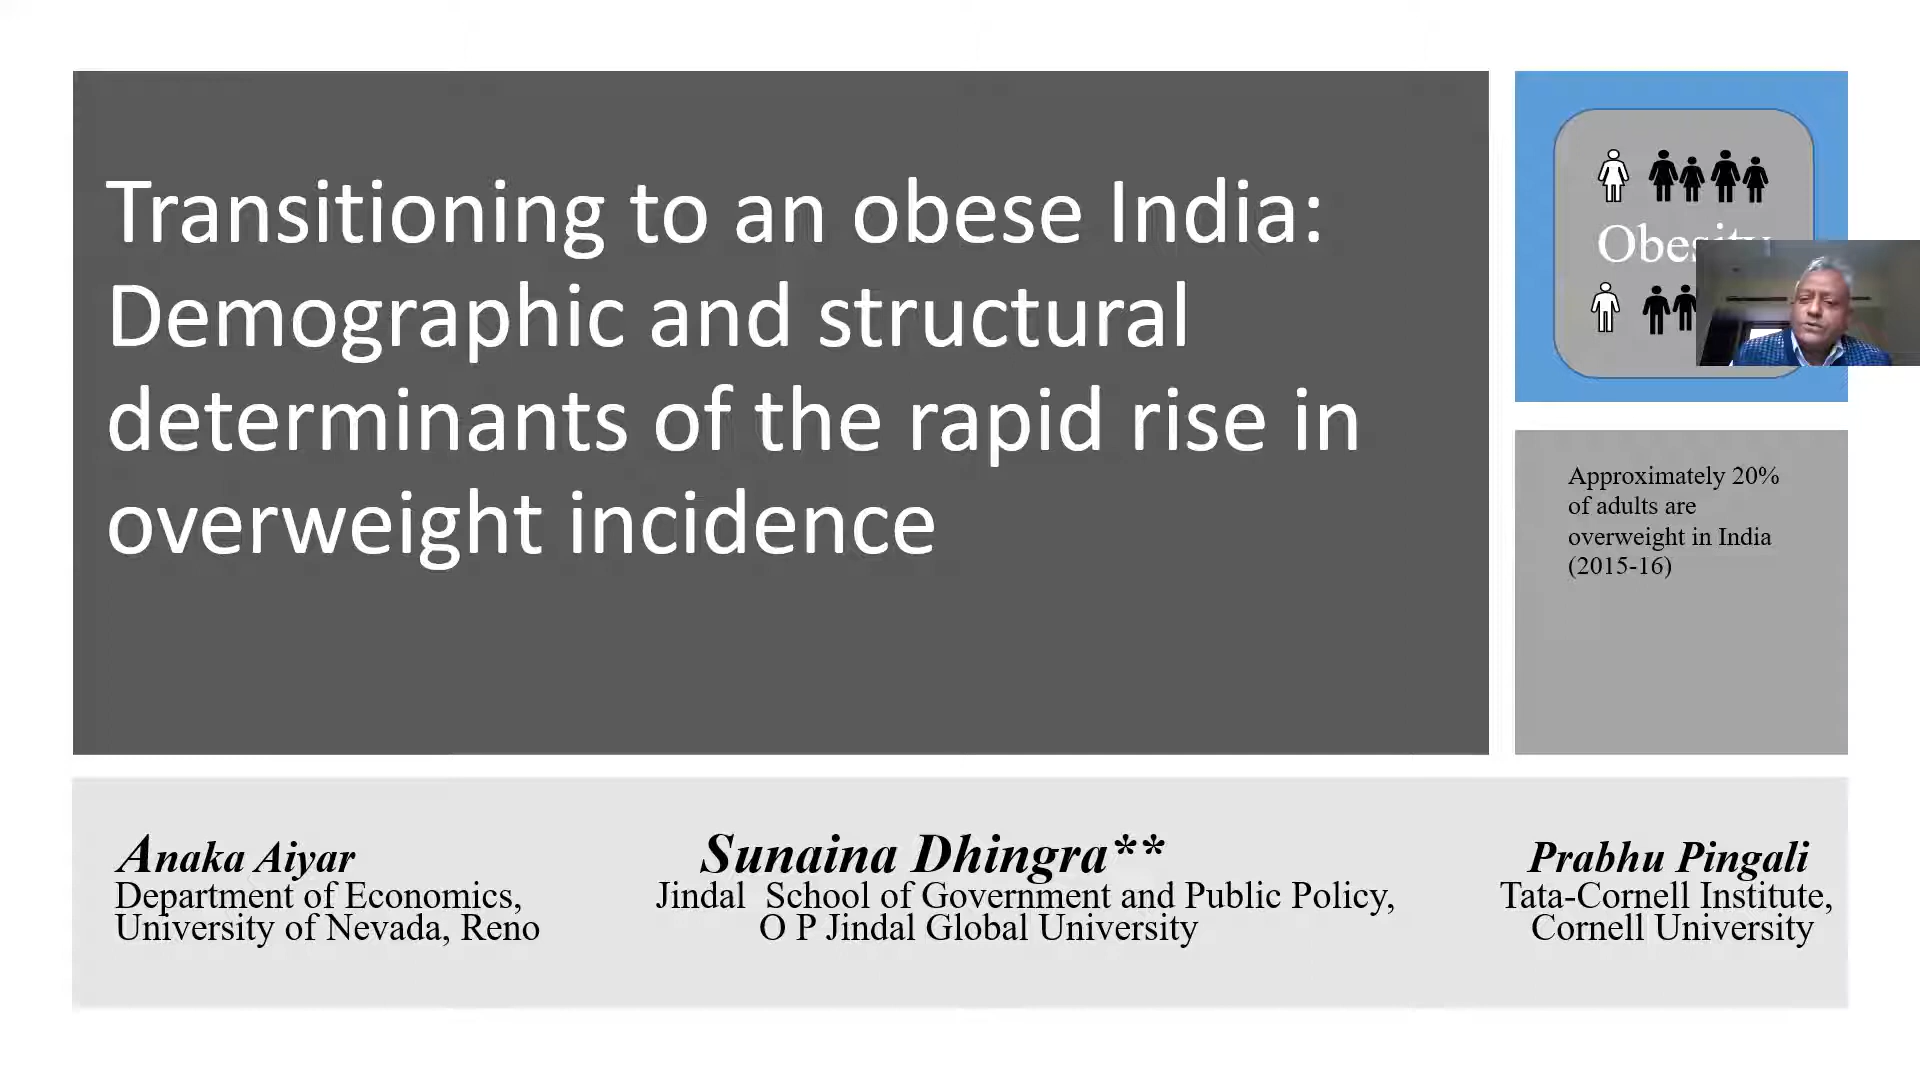 Transitioning to an obese India:
Demographic and structural
determinants of the rapid rise in
overweight incidence
Approximately 20%
of adults are
overweight in India
(2015-16)
Anaka Aiyar
Department of Economics,
University of Nevada, Reno
Sunaina Dhingra**
Jindal School of Government and Public Policy,
O P Jindal Global University
Prabhu Pingali
Tata-Cornell Institute,
Cornell University